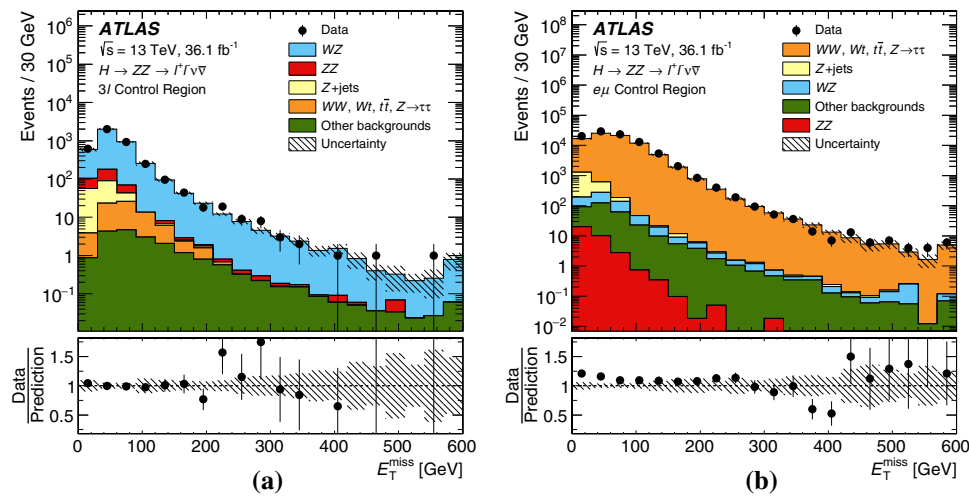 ATLAS
√s = 13 TeV, 36.1 fb⁻¹
H → ZZ → l⁺l⁻νν̄
3l Control Region
Data
WZ
ZZ
Z+jets
WW, Wt, tt̄, Z→ττ
Other backgrounds
Uncertainty
Events / 30 GeV
10⁶
10⁵
10⁴
10³
10²
10
1
10⁻¹
Data
Prediction
1.5
1
0.5
0 100 200 300 400 500 600
E_T^miss [GeV]
(a)
ATLAS
√s = 13 TeV, 36.1 fb⁻¹
H → ZZ → l⁺l⁻νν̄
eμ Control Region
Data
WW, Wt, tt̄, Z→ττ
Z+jets
WZ
Other backgrounds
ZZ
Uncertainty
Events / 30 GeV
10⁸
10⁷
10⁶
10⁵
10⁴
10³
10²
10
1
10⁻¹
10⁻²
Data
Prediction
1.5
1
0.5
0 100 200 300 400 500 600
E_T^miss [GeV]
(b)